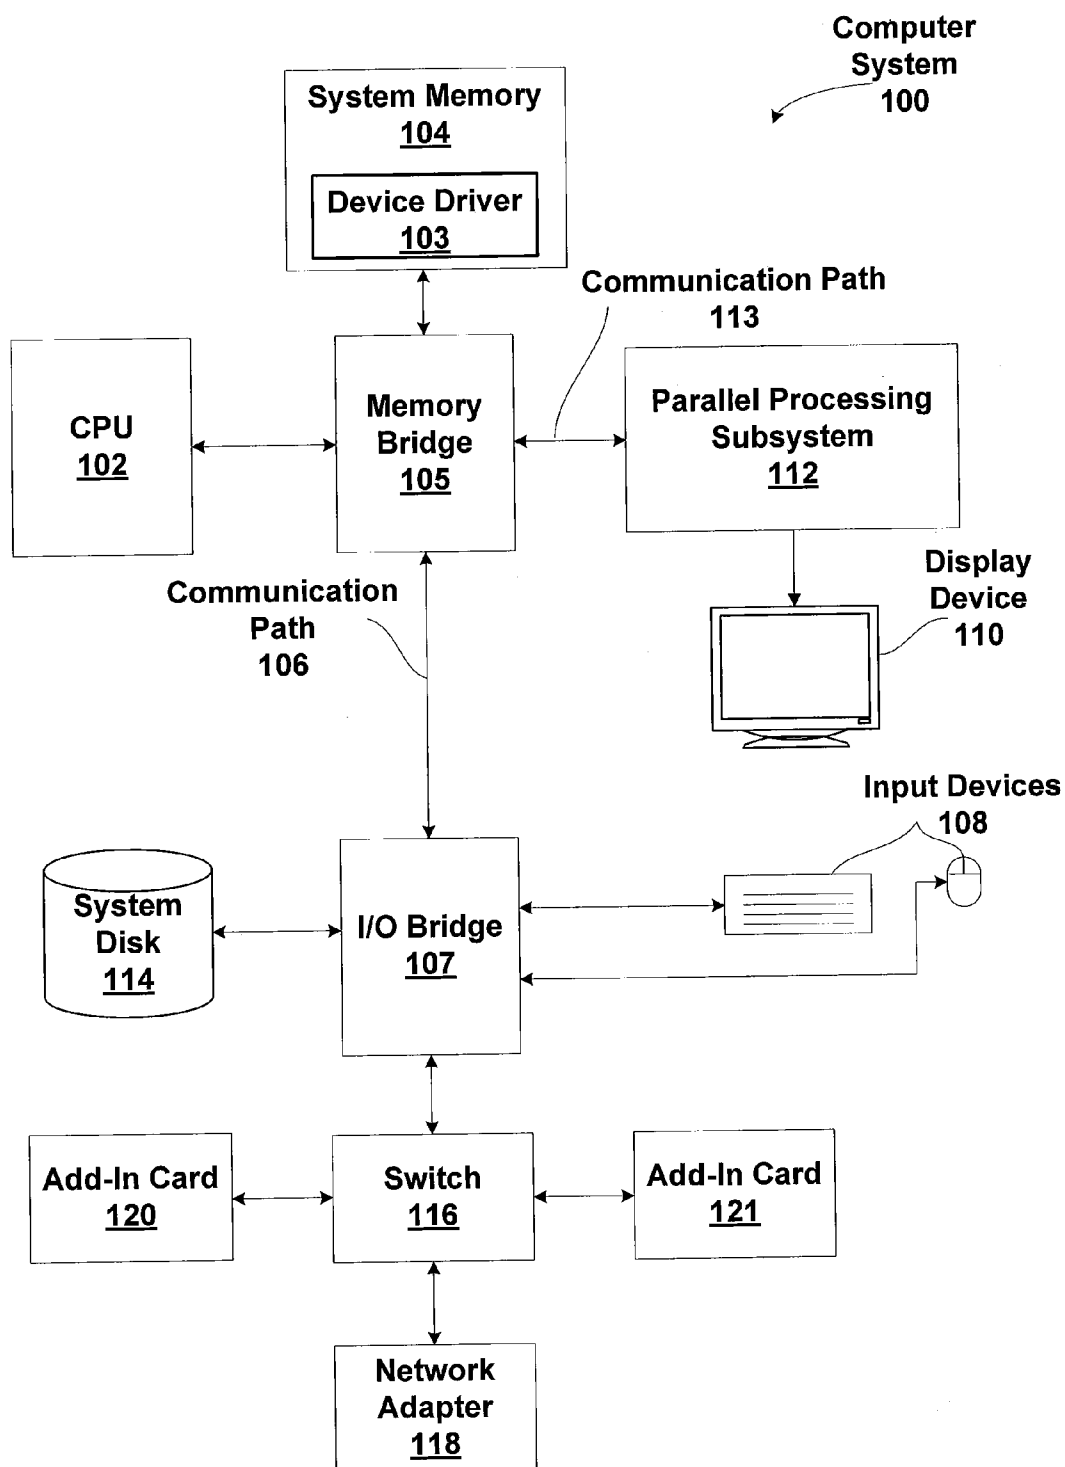 Computer
System
100
System Memory
104
Device Driver
103
Communication Path
113
CPU
102
Memory
Bridge
105
Parallel Processing
Subsystem
112
Communication
Path
106
Display
Device
110
Input Devices
108
System
Disk
114
I/O Bridge
107
Add-In Card
120
Switch
116
Add-In Card
121
Network
Adapter
118